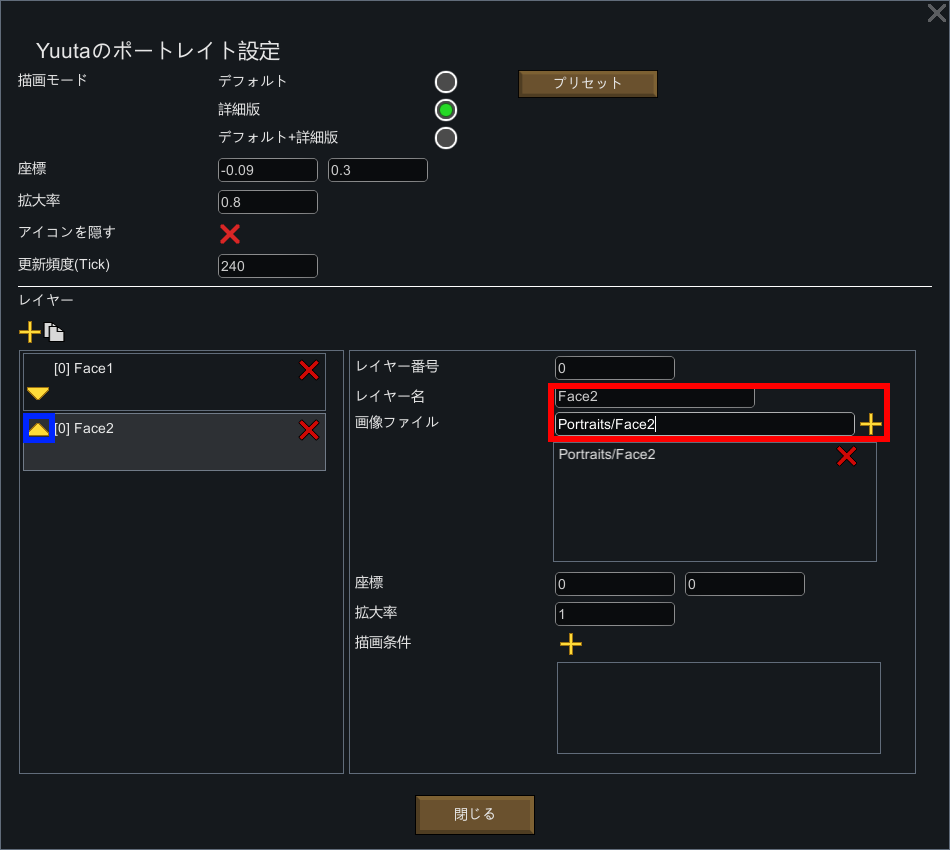 Yuutaのポートレイト設定
描画モード
デフォルト
プリセット
詳細版
デフォルト+詳細版
座標
-0.09
0.3
拡大率
0.8
アイコンを隠す
更新頻度(Tick)
240
レイヤー
[0] Face1
[0] Face2
レイヤー番号
0
レイヤー名
Face2
画像ファイル
Portraits/Face2
Portraits/Face2
座標
0
0
拡大率
1
描画条件
閉じる